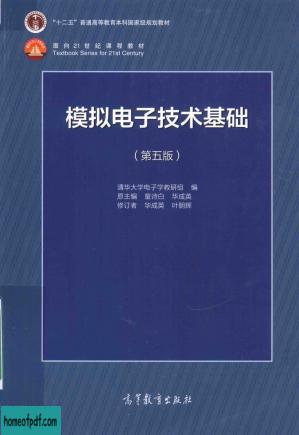 “十二五”普通高等教育本科国家级规划教材
面向21世纪课程教材
Textbook Series for 21st Century
模拟电子技术基础
（第五版）
清华大学电子学教研组 编
原主编 童诗白 华成英
修订者 华成英 叶朝辉
高等教育出版社
homeofpdf.com